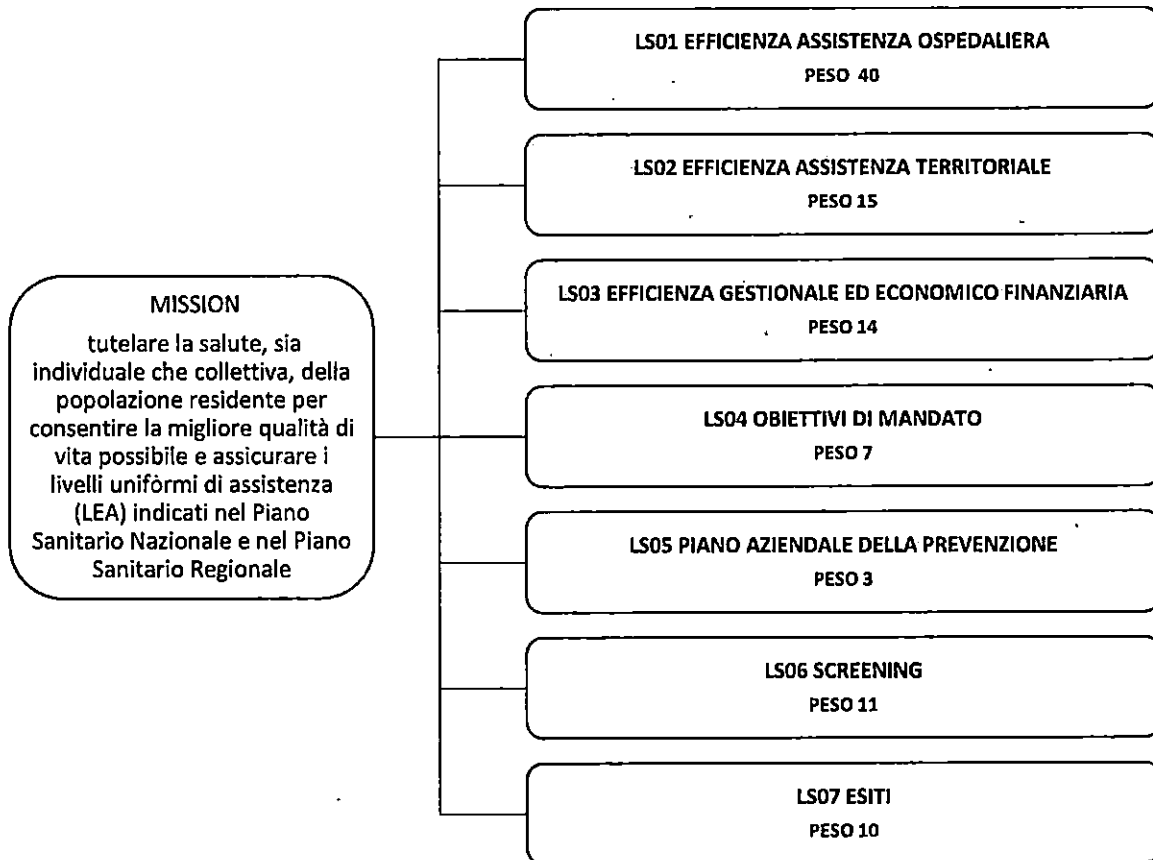 LS01 EFFICIENZA ASSISTENZA OSPEDALIERA
PESO 40
LS02 EFFICIENZA ASSISTENZA TERRITORIALE
PESO 15
LS03 EFFICIENZA GESTIONALE ED ECONOMICO FINANZIARIA
PESO 14
MISSION
tutelare la salute, sia
individuale che collettiva, della
popolazione residente per
consentire la migliore qualità di
vita possibile e assicurare i
livelli uniformi di assistenza
(LEA) indicati nel Piano
Sanitario Nazionale e nel Piano
Sanitario Regionale
LS04 OBIETTIVI DI MANDATO
PESO 7
LS05 PIANO AZIENDALE DELLA PREVENZIONE
PESO 3
LS06 SCREENING
PESO 11
LS07 ESITI
PESO 10